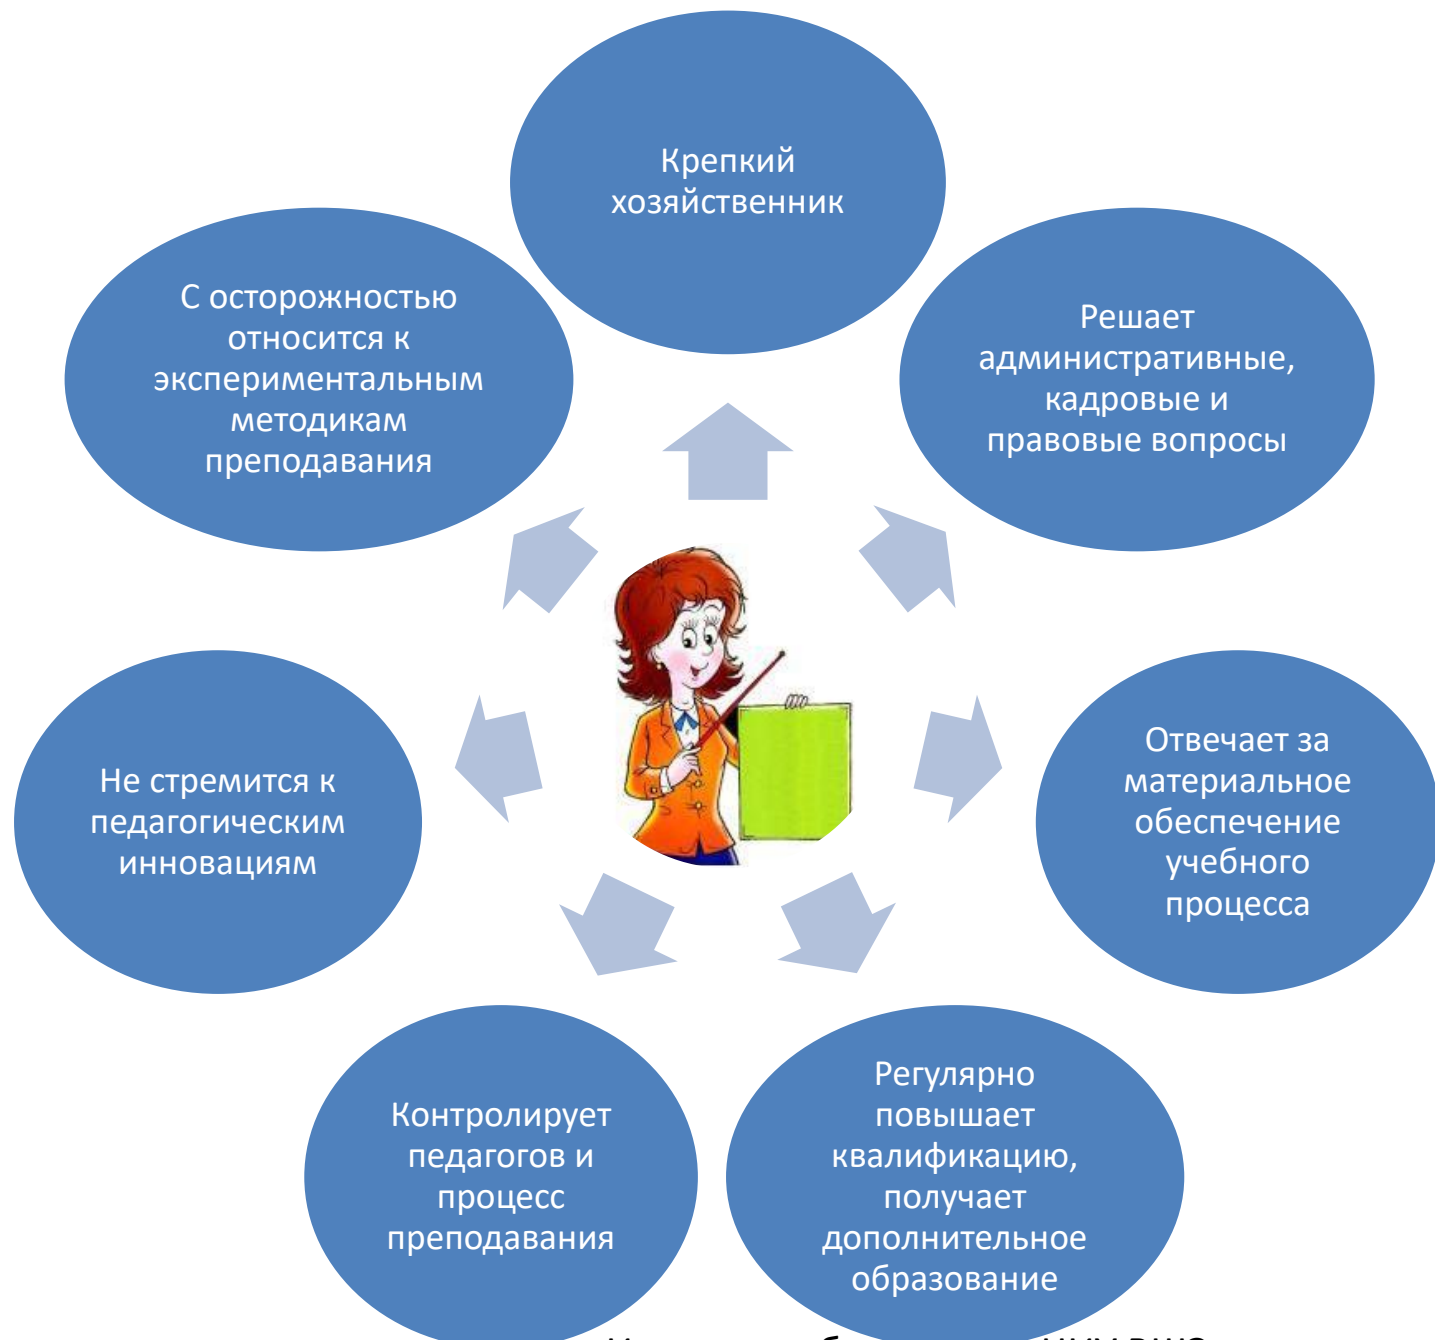 Крепкий
хозяйственник
Решает
административные,
кадровые и
правовые вопросы
Отвечает за
материальное
обеспечение
учебного
процесса
Регулярно
повышает
квалификацию,
получает
дополнительное
образование
Контролирует
педагогов и
процесс
преподавания
Не стремится к
педагогическим
инновациям
С осторожностью
относится к
экспериментальным
методикам
преподавания